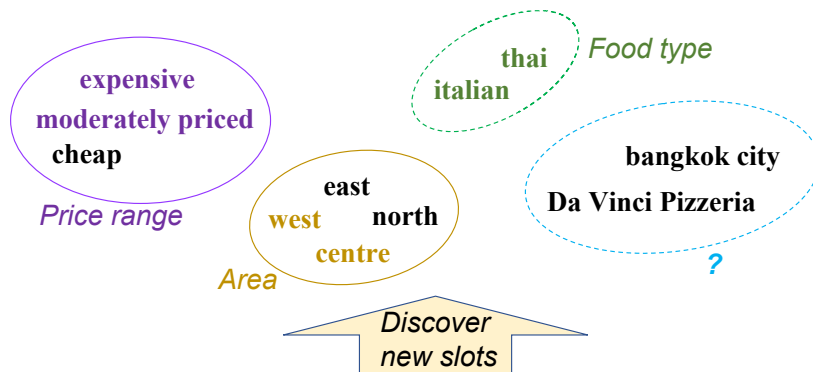 expensive
moderately priced
cheap
Price range
thai
italian
Food type
east
west
north
centre
Area
bangkok city
Da Vinci Pizzeria
?
Discover
new slots